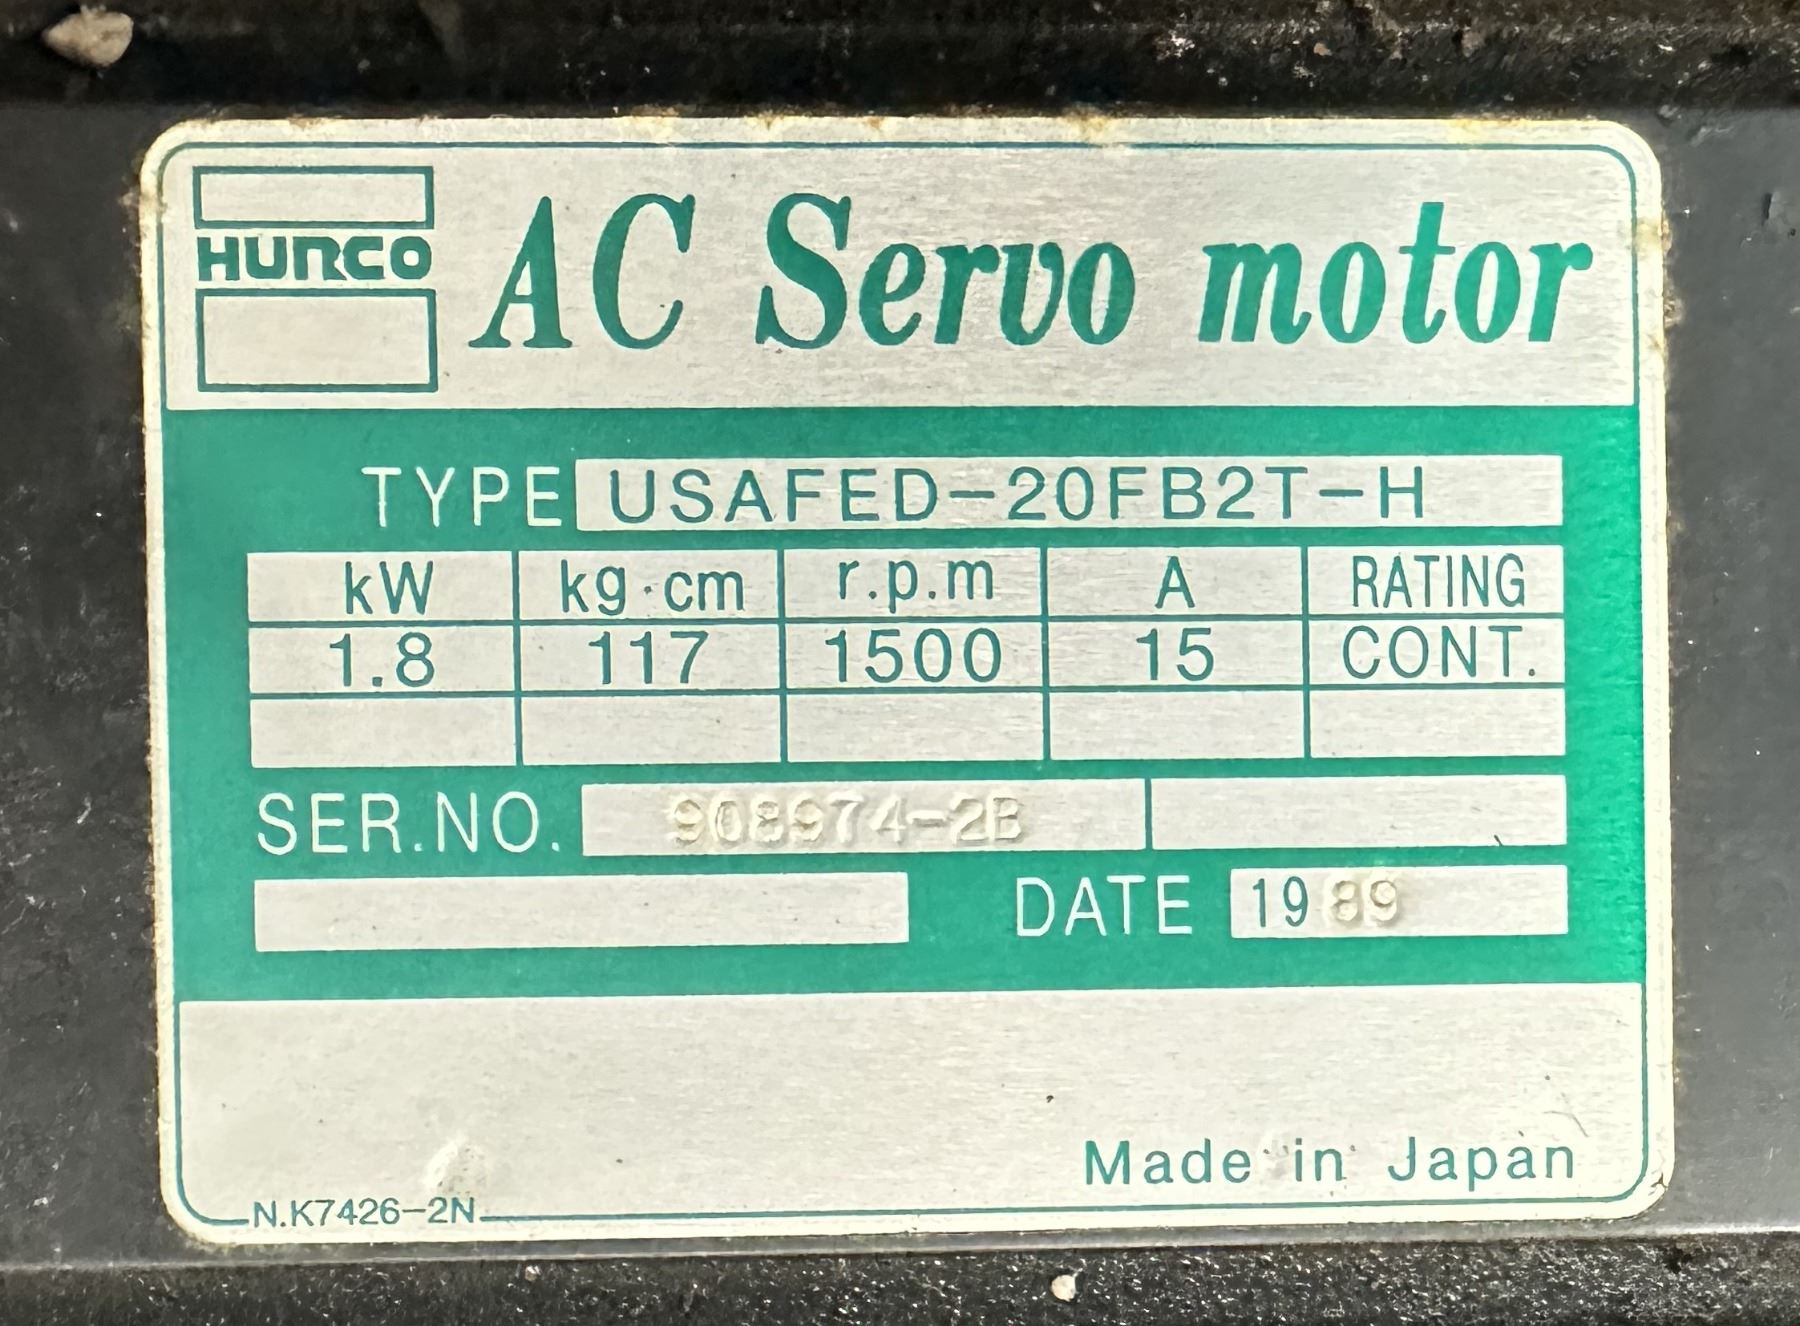 HURCO
AC Servo motor
TYPE USAFED-20FB2T-H
kW kg·cm r.p.m A RATING
1.8 117 1500 15 CONT.
SER.NO. 908974-2B
DATE 1989
Made in Japan
N.K7426-2N